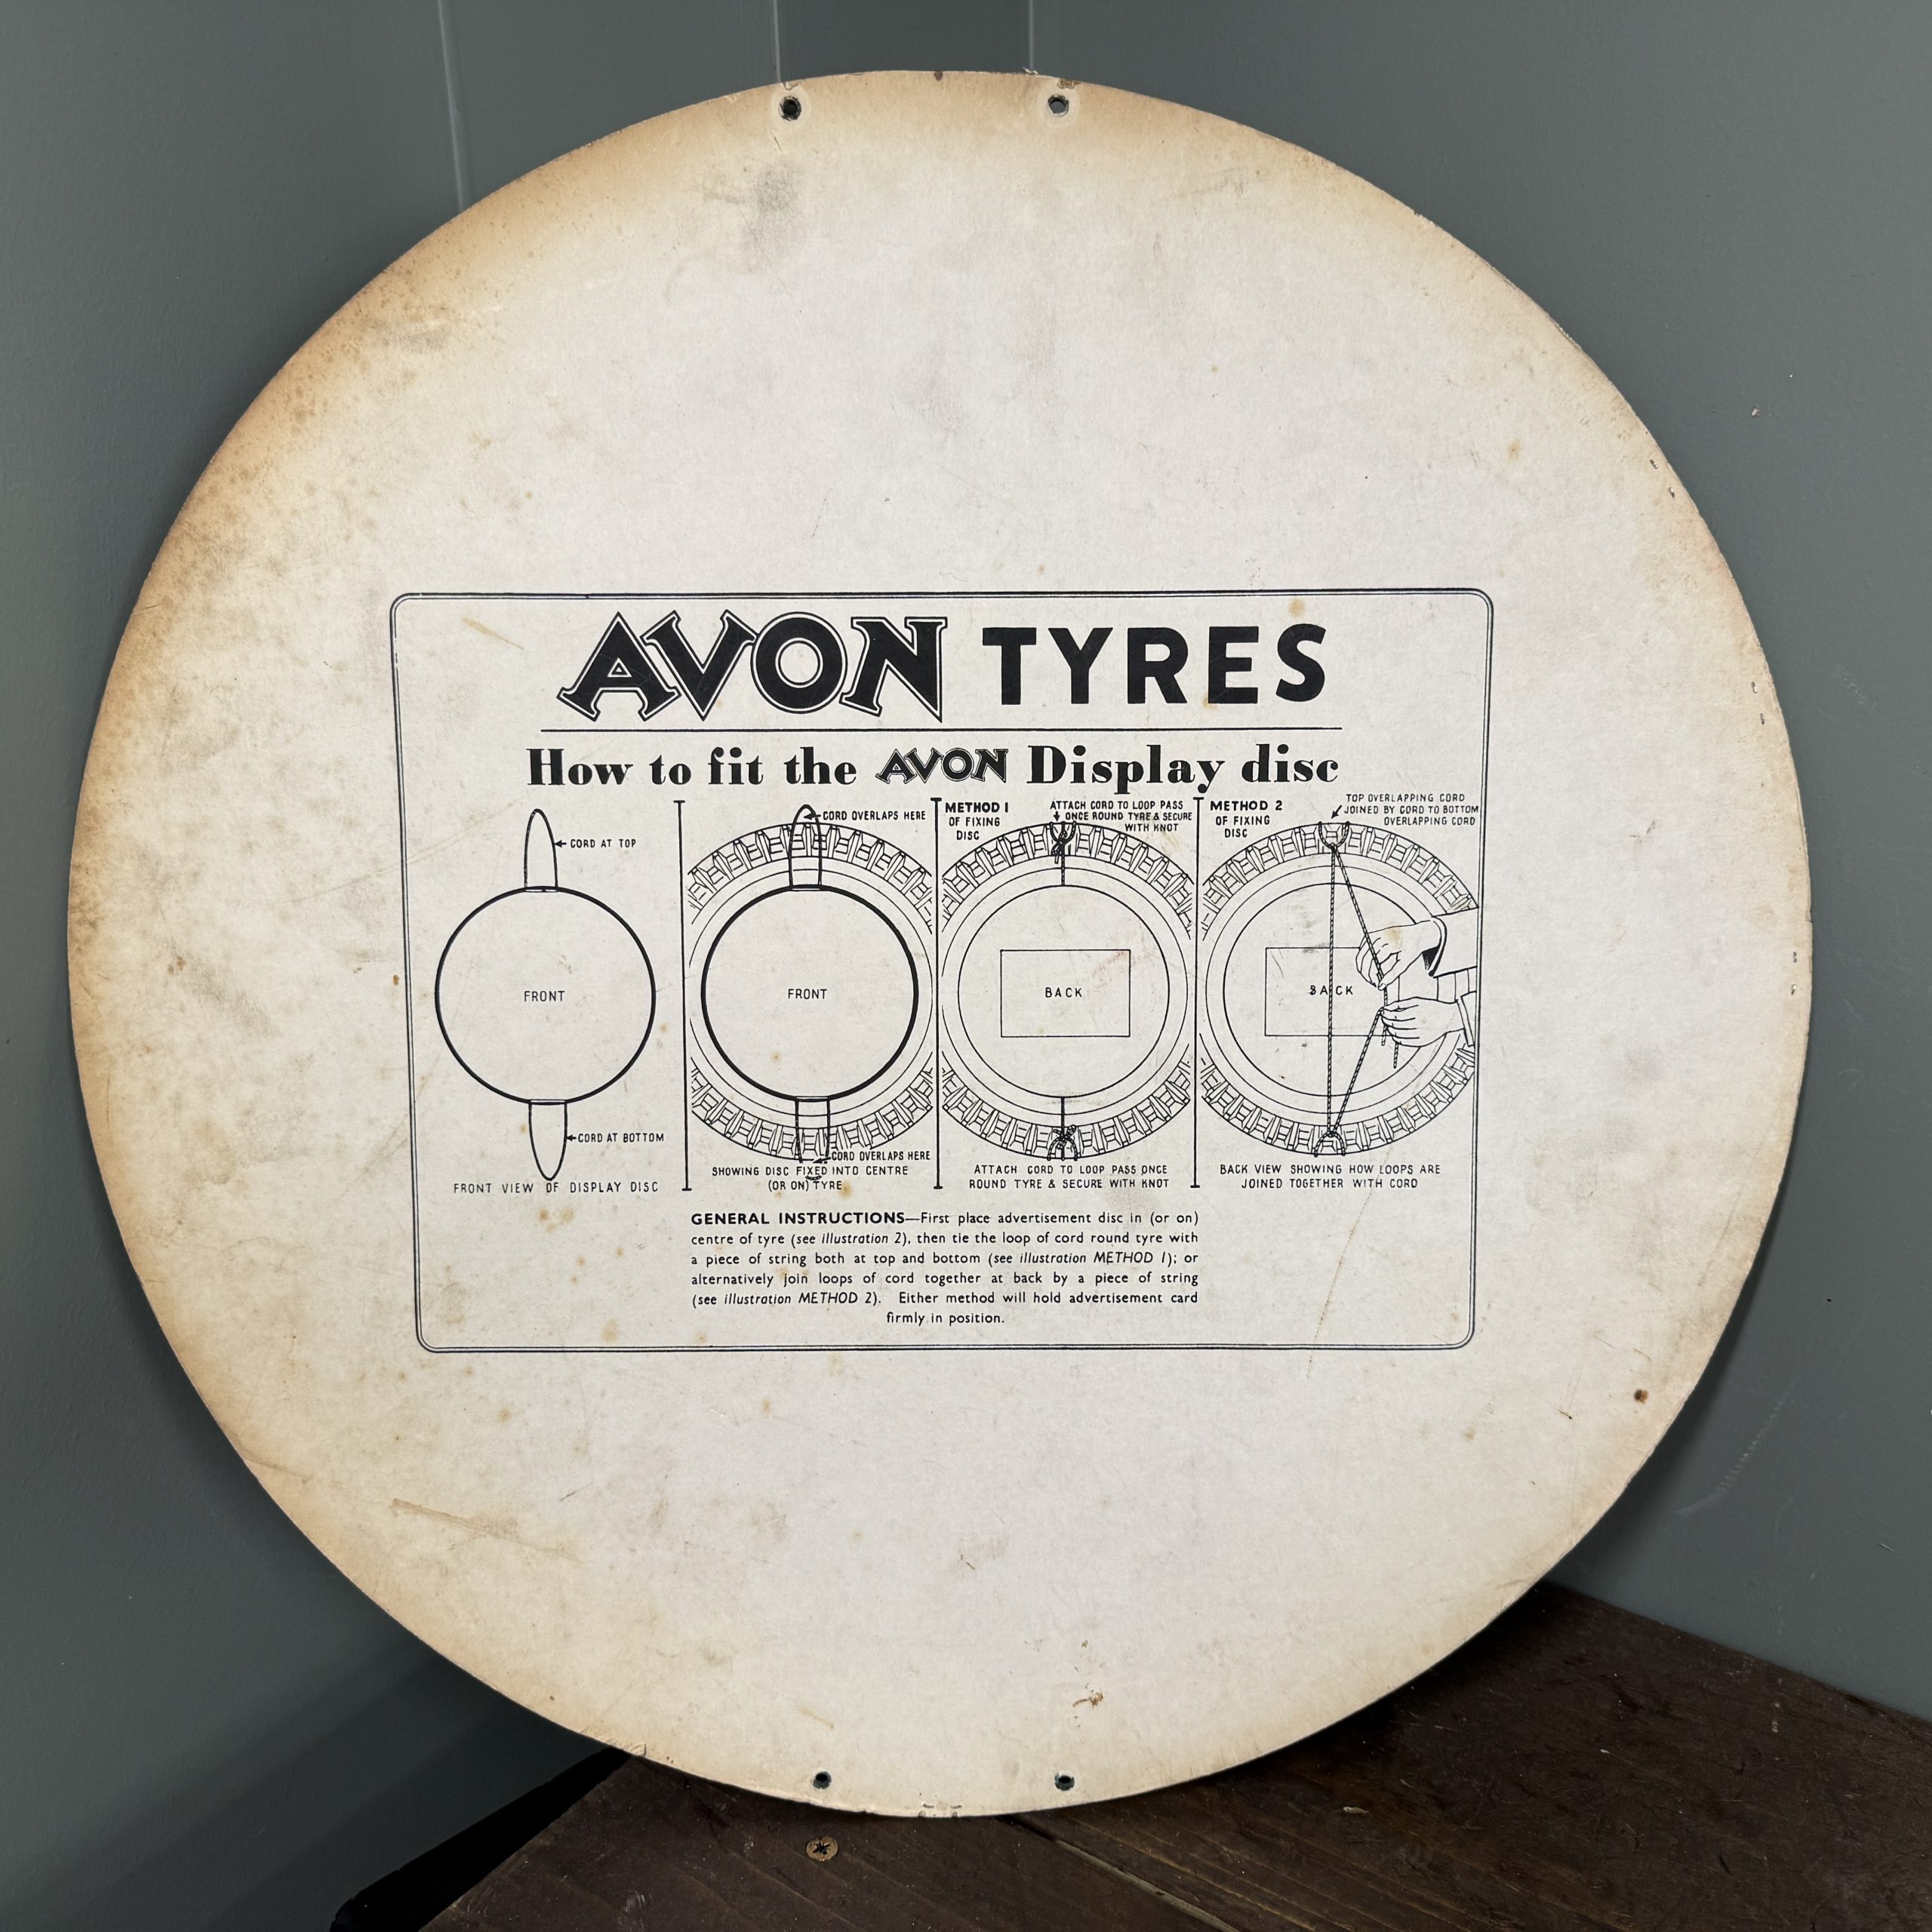 AVON TYRES
How to fit the AVON Display disc
CORD AT TOP
FRONT
CORD AT BOTTOM
FRONT VIEW OF DISPLAY DISC
CORD OVERLAPS HERE
FRONT
CORD OVERLAPS HERE
SHOWING DISC FIXED INTO CENTRE
(OR ON) TYRE.
METHOD 1
OF FIXING
DISC
ATTACH CORD TO LOOP PASS
ONCE ROUND TYRE & SECURE
WITH KNOT
BACK
ATTACH CORD TO LOOP PASS ONCE
ROUND TYRE & SECURE WITH KNOT
METHOD 2
OF FIXING
DISC
TOP OVERLAPPING CORD
JOINED BY CORD TO BOTTOM
OVERLAPPING CORD
BACK
BACK VIEW SHOWING HOW LOOPS ARE
JOINED TOGETHER WITH CORD
GENERAL INSTRUCTIONS—First place advertisement disc in (or on)
centre of tyre (see illustration 2), then tie the loop of cord round tyre with
a piece of string both at top and bottom (see illustration METHOD 1); or
alternatively join loops of cord together at back by a piece of string
(see illustration METHOD 2). Either method will hold advertisement card
firmly in position.